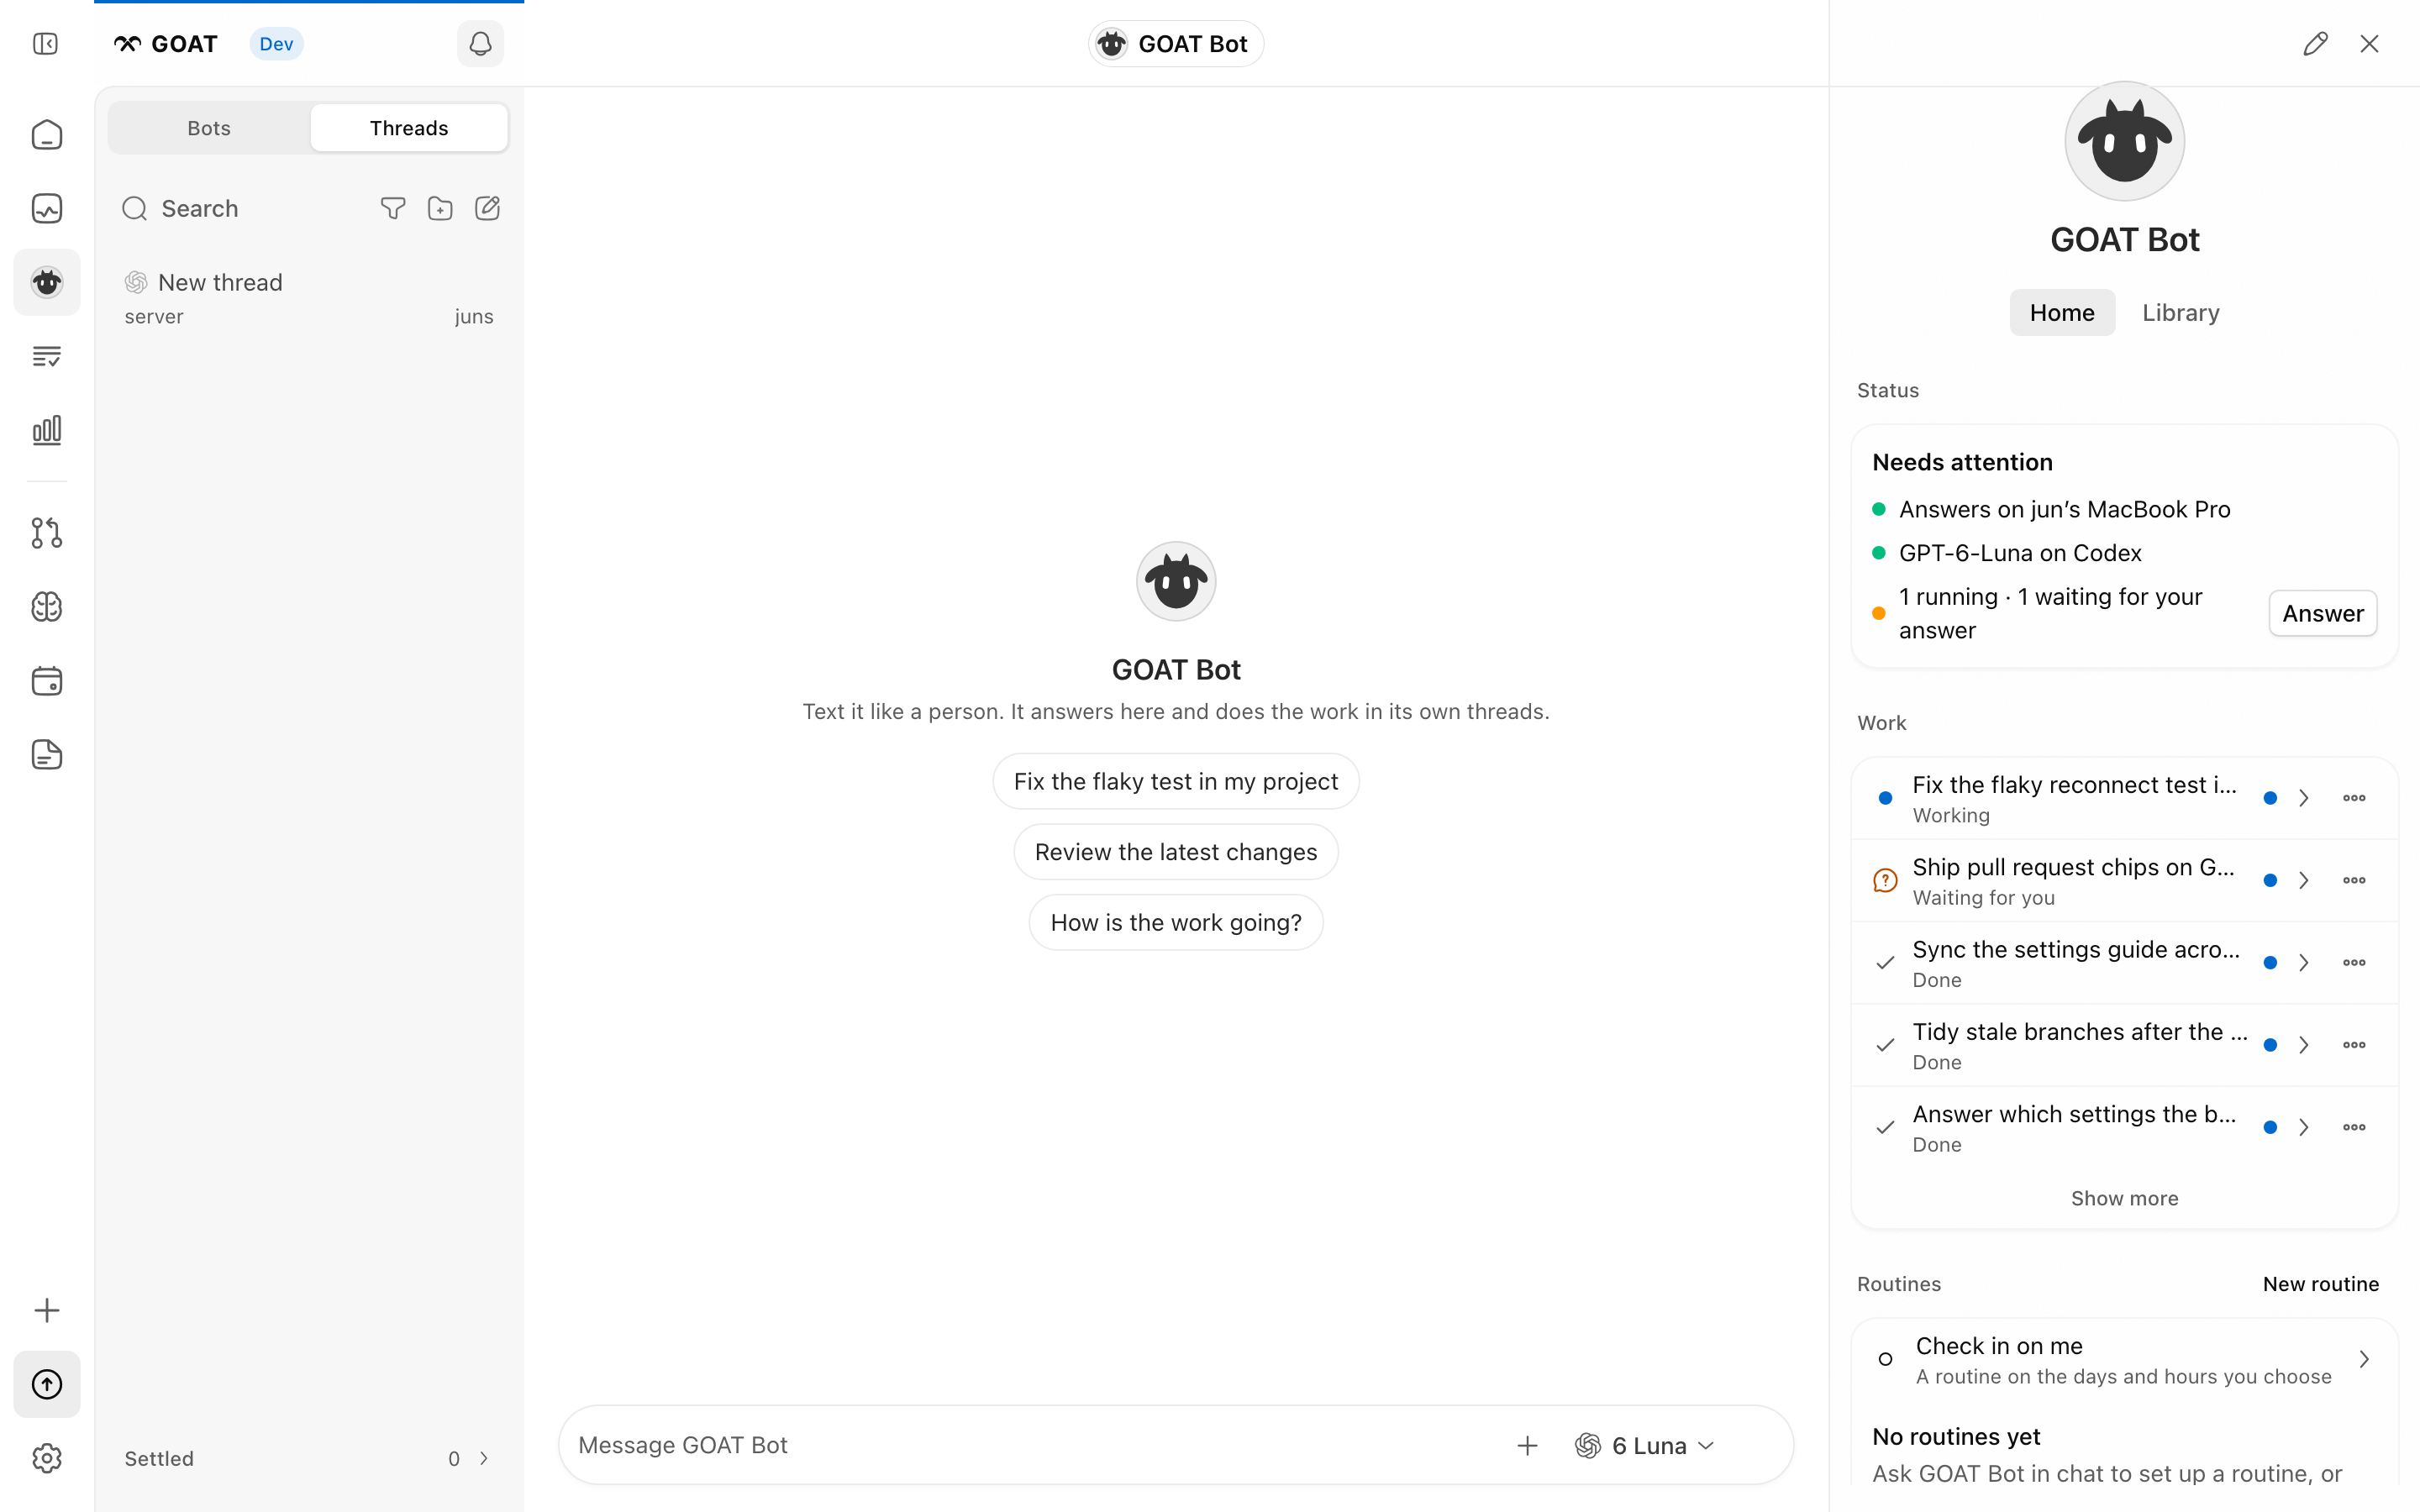 GOAT
Dev
Bots
Threads
Search
New thread
server
juns
Settled
0
GOAT Bot
GOAT Bot
Text it like a person. It answers here and does the work in its own threads.
Fix the flaky test in my project
Review the latest changes
How is the work going?
Message GOAT Bot
6 Luna
GOAT Bot
Home
Library
Status
Needs attention
Answers on jun’s MacBook Pro
GPT-6-Luna on Codex
1 running · 1 waiting for your
answer
Answer
Work
Fix the flaky reconnect test i...
Working
Ship pull request chips on G...
Waiting for you
Sync the settings guide acro...
Done
Tidy stale branches after the ...
Done
Answer which settings the b...
Done
Show more
Routines
New routine
Check in on me
A routine on the days and hours you choose
No routines yet
Ask GOAT Bot in chat to set up a routine, or